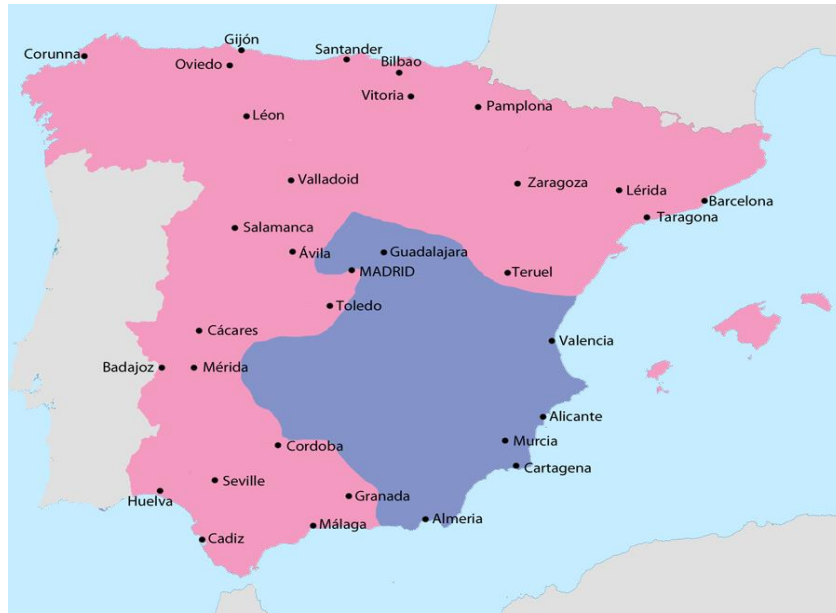 Gijón
Corunna
Santander
Oviedo
Bilbao
Vitoria
Pamplona
Léon
Valladoid
Zaragoza
Lérida
Barcelona
Taragona
Salamanca
Ávila
Guadalajara
MADRID
Teruel
Toledo
Cácares
Valencia
Badajoz
Mérida
Alicante
Murcia
Cordoba
Cartagena
Seville
Huelva
Granada
Almeria
Málaga
Cadiz